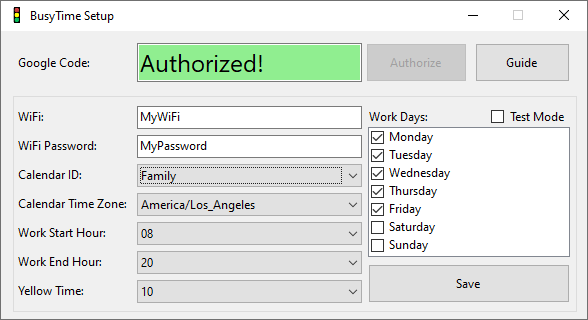 BusyTime Setup
Google Code: Authorized! Authorize Guide
WiFi: MyWiFi
WiFi Password: MyPassword
Calendar ID: Family
Calendar Time Zone: America/Los_Angeles
Work Start Hour: 08
Work End Hour: 20
Yellow Time: 10
Work Days: Test Mode
Monday
Tuesday
Wednesday
Thursday
Friday
Saturday
Sunday
Save